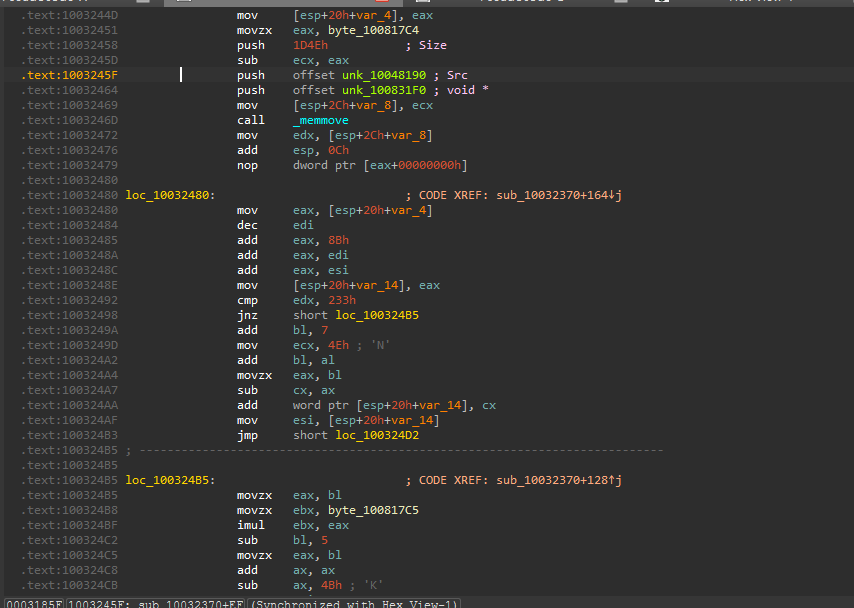 .text:1003244D mov [esp+20h+var_4], eax
.text:10032451 movzx eax, byte_100817C4
.text:10032458 push 1D4Eh ; Size
.text:1003245D sub ecx, eax
.text:1003245F push offset unk_10048190 ; Src
.text:10032464 push offset unk_100831F0 ; void *
.text:10032469 mov [esp+2Ch+var_8], ecx
.text:1003246D call _memmove
.text:10032472 mov edx, [esp+2Ch+var_8]
.text:10032476 add esp, 0Ch
.text:10032479 nop dword ptr [eax+00000000h]
.text:10032480
.text:10032480 loc_10032480: ; CODE XREF: sub_10032370+164↓j
.text:10032480 mov eax, [esp+20h+var_4]
.text:10032484 dec edi
.text:10032485 add eax, 8Bh
.text:1003248A add eax, edi
.text:1003248C add eax, esi
.text:1003248E mov [esp+20h+var_14], eax
.text:10032492 cmp edx, 233h
.text:10032498 jnz short loc_100324B5
.text:1003249A add bl, 7
.text:1003249D mov ecx, 4Eh ; 'N'
.text:100324A2 add bl, al
.text:100324A4 movzx eax, bl
.text:100324A7 sub cx, ax
.text:100324AA add word ptr [esp+20h+var_14], cx
.text:100324AF mov esi, [esp+20h+var_14]
.text:100324B3 jmp short loc_100324D2
.text:100324B5 ; ---------------------------------------------------------------------------
.text:100324B5
.text:100324B5 loc_100324B5: ; CODE XREF: sub_10032370+128↑j
.text:100324B5 movzx eax, bl
.text:100324B8 movzx ebx, byte_100817C5
.text:100324BF imul ebx, eax
.text:100324C2 sub bl, 5
.text:100324C5 movzx eax, bl
.text:100324C8 add ax, ax
.text:100324CB sub ax, 4Bh ; 'K'
0003185F 1003245F: sub_10032370+EF (Synchronized with Hex View-1)